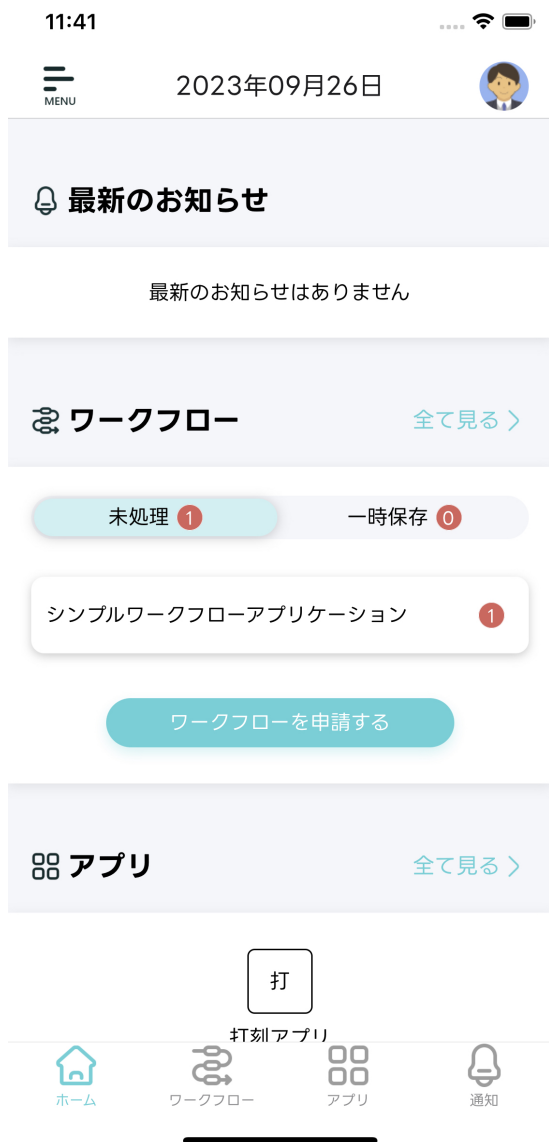 11:41
MENU
2023年09月26日
最新のお知らせ
最新のお知らせはありません
ワークフロー
全て見る
未処理 1
一時保存 0
シンプルワークフローアプリケーション 1
ワークフローを申請する
アプリ
全て見る
打
打刻アプリ
ホーム
ワークフロー
アプリ
通知